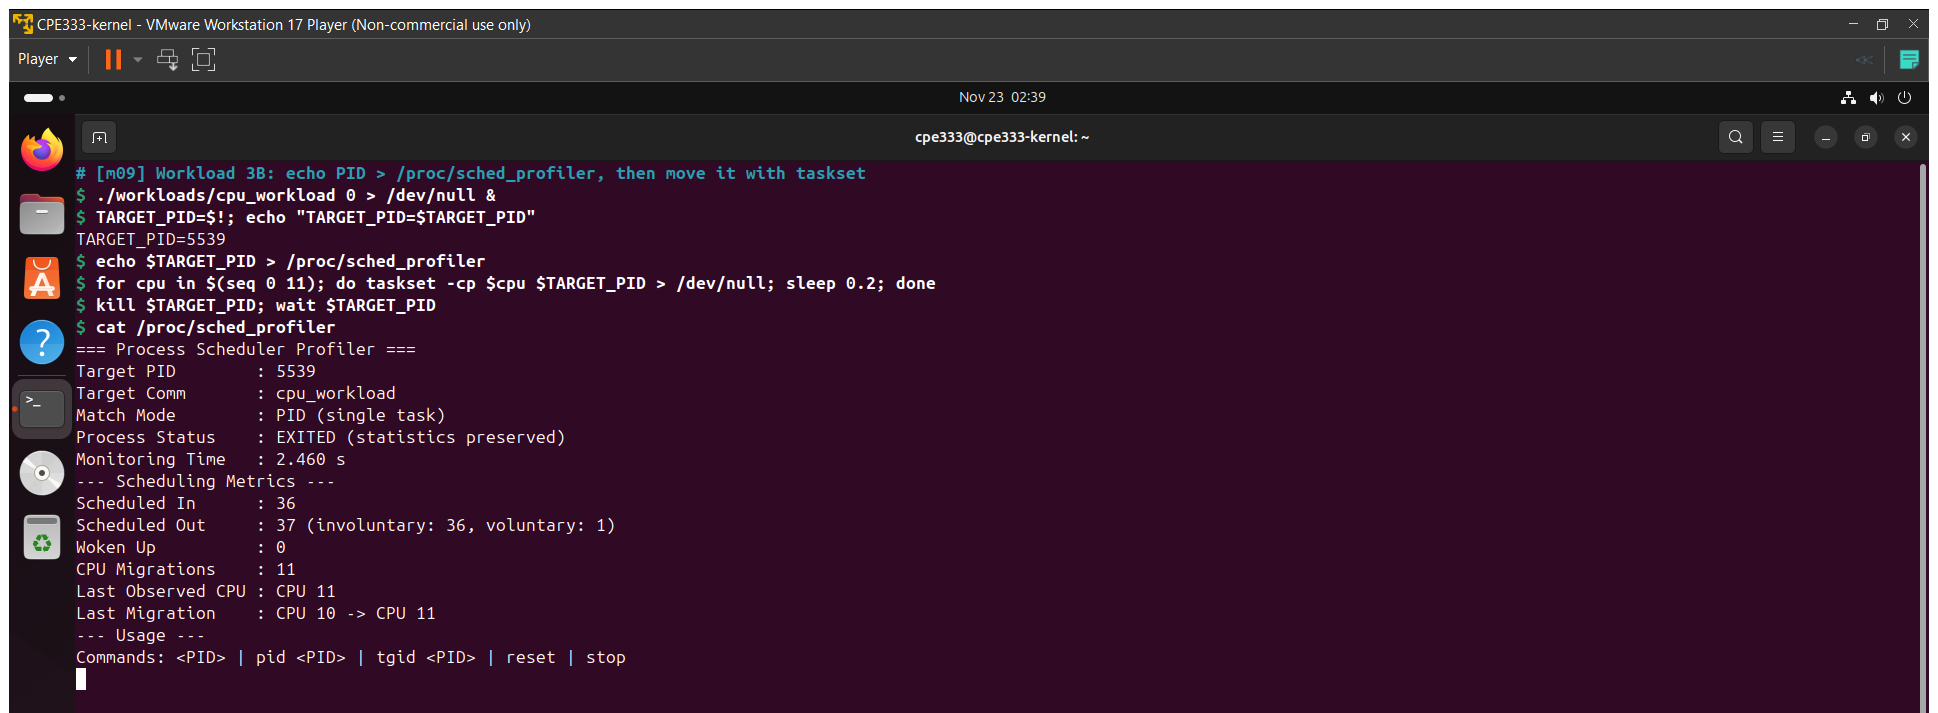 CPE333-kernel - VMware Workstation 17 Player (Non-commercial use only)
Player
Nov 23 02:39
cpe333@cpe333-kernel: ~
# [m09] Workload 3B: echo PID > /proc/sched_profiler, then move it with taskset
$ ./workloads/cpu_workload 0 > /dev/null &
$ TARGET_PID=$!; echo "TARGET_PID=$TARGET_PID"
TARGET_PID=5539
$ echo $TARGET_PID > /proc/sched_profiler
$ for cpu in $(seq 0 11); do taskset -cp $cpu $TARGET_PID > /dev/null; sleep 0.2; done
$ kill $TARGET_PID; wait $TARGET_PID
$ cat /proc/sched_profiler
=== Process Scheduler Profiler ===
Target PID        : 5539
Target Comm       : cpu_workload
Match Mode        : PID (single task)
Process Status    : EXITED (statistics preserved)
Monitoring Time   : 2.460 s
--- Scheduling Metrics ---
Scheduled In      : 36
Scheduled Out     : 37 (involuntary: 36, voluntary: 1)
Woken Up          : 0
CPU Migrations    : 11
Last Observed CPU : CPU 11
Last Migration    : CPU 10 -> CPU 11
--- Usage ---
Commands: <PID> | pid <PID> | tgid <PID> | reset | stop